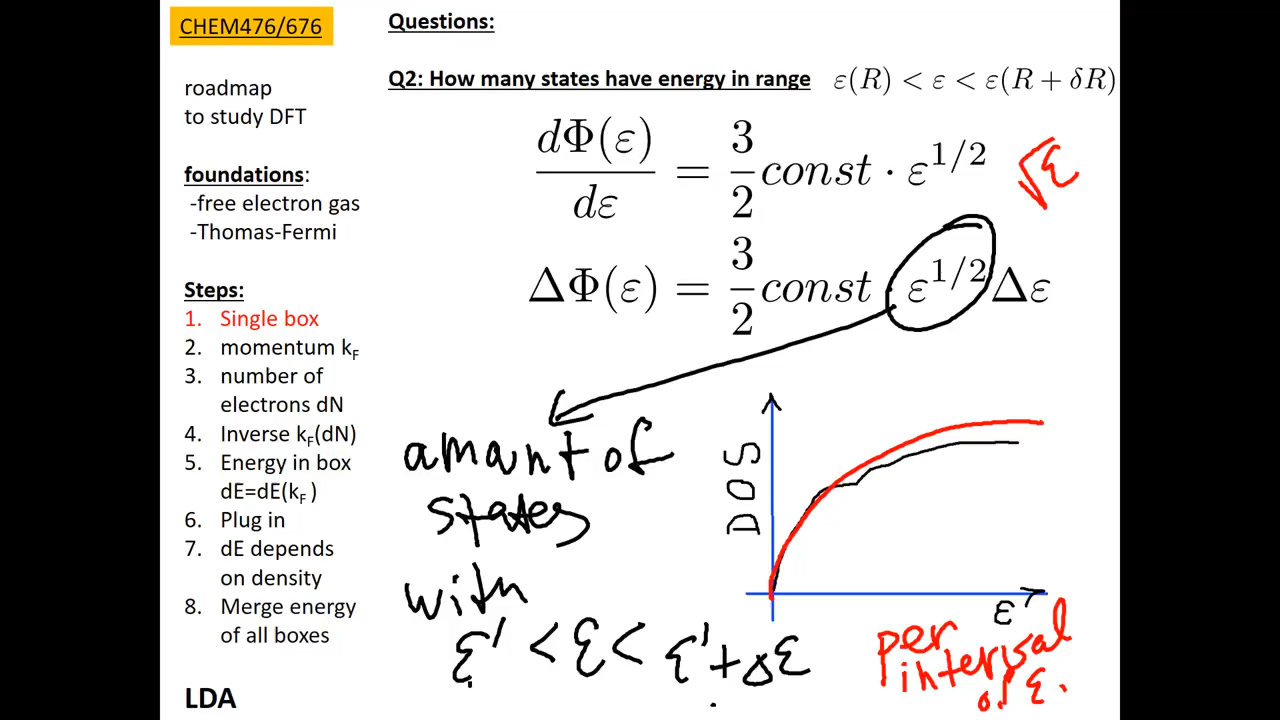 CHEM476/676
roadmap
to study DFT
foundations:
-free electron gas
-Thomas-Fermi
Steps:
1. Single box
2. momentum kF
3. number of
electrons dN
4. Inverse kF(dN)
5. Energy in box
dE=dE(kF )
6. Plug in
7. dE depends
on density
8. Merge energy
of all boxes
LDA
Questions:
Q2: How many states have energy in range ε(R) < ε < ε(R + δR)
dΦ(ε)/dε = 3/2 const · ε^1/2 √ε
ΔΦ(ε) = 3/2 const · ε^1/2 Δε
amount of
states
with
ε' < ε < ε'+Δε
DOS
ε
per
interval
of ε.